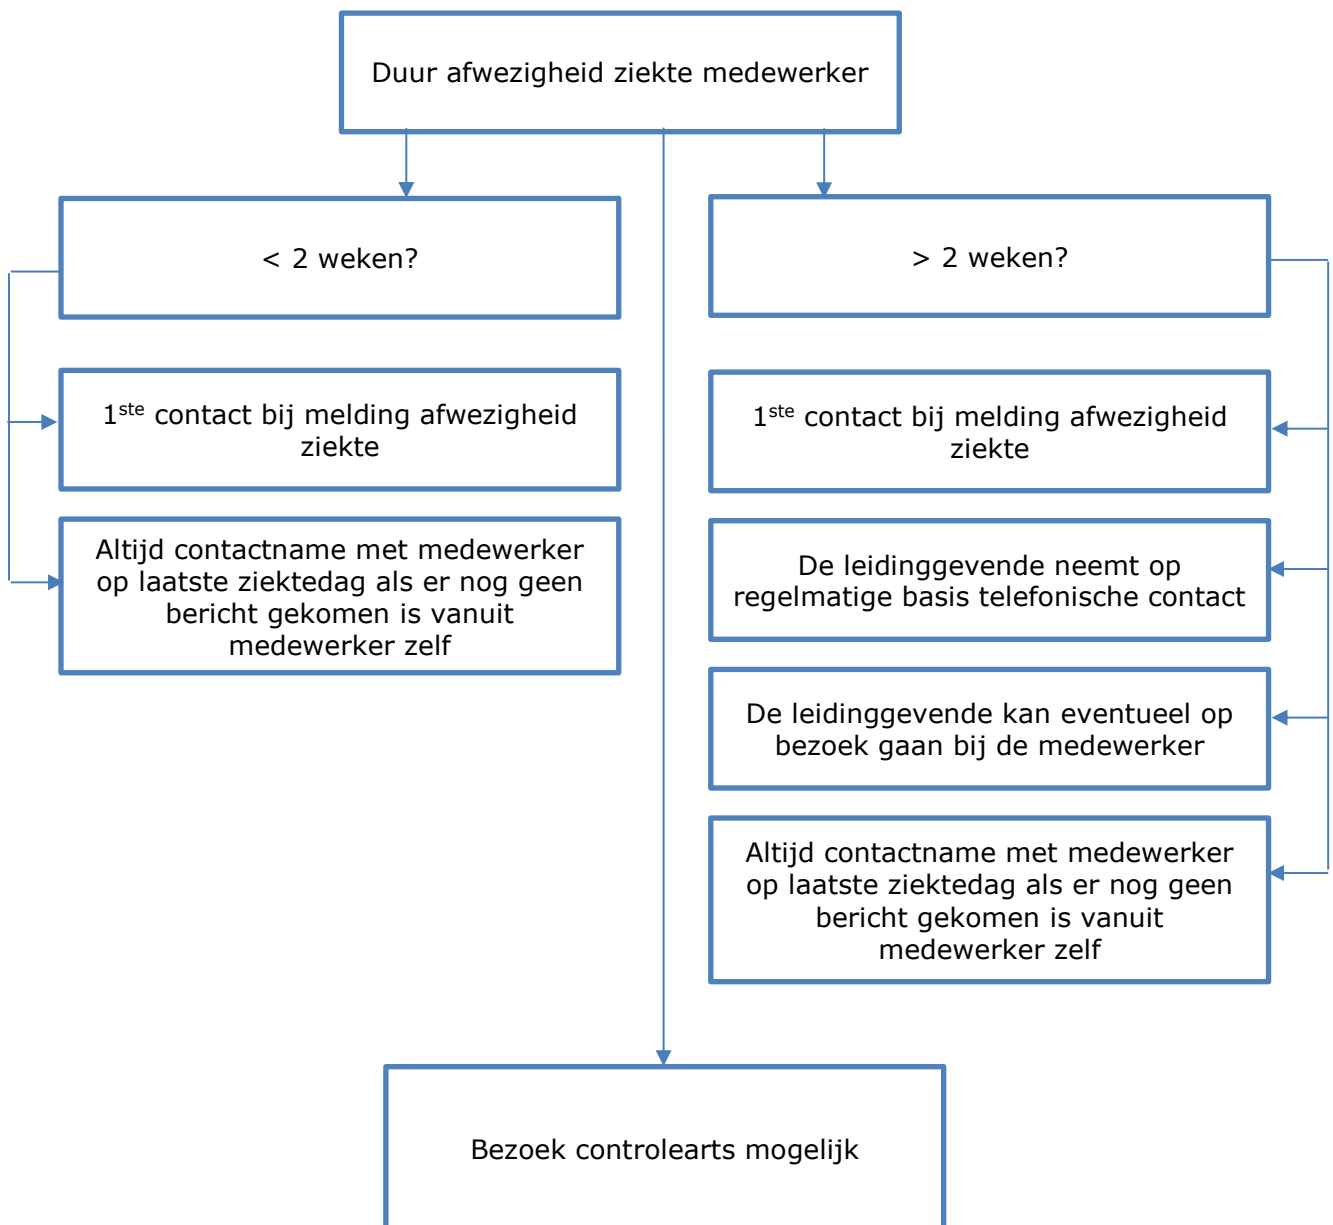 Duur afwezigheid ziekte medewerker
< 2 weken?
1ste contact bij melding afwezigheid
ziekte
Altijd contactname met medewerker
op laatste ziektedag als er nog geen
bericht gekomen is vanuit
medewerker zelf
> 2 weken?
1ste contact bij melding afwezigheid
ziekte
De leidinggevende neemt op
regelmatige basis telefonische contact
De leidinggevende kan eventueel op
bezoek gaan bij de medewerker
Altijd contactname met medewerker
op laatste ziektedag als er nog geen
bericht gekomen is vanuit
medewerker zelf
Bezoek controlearts mogelijk